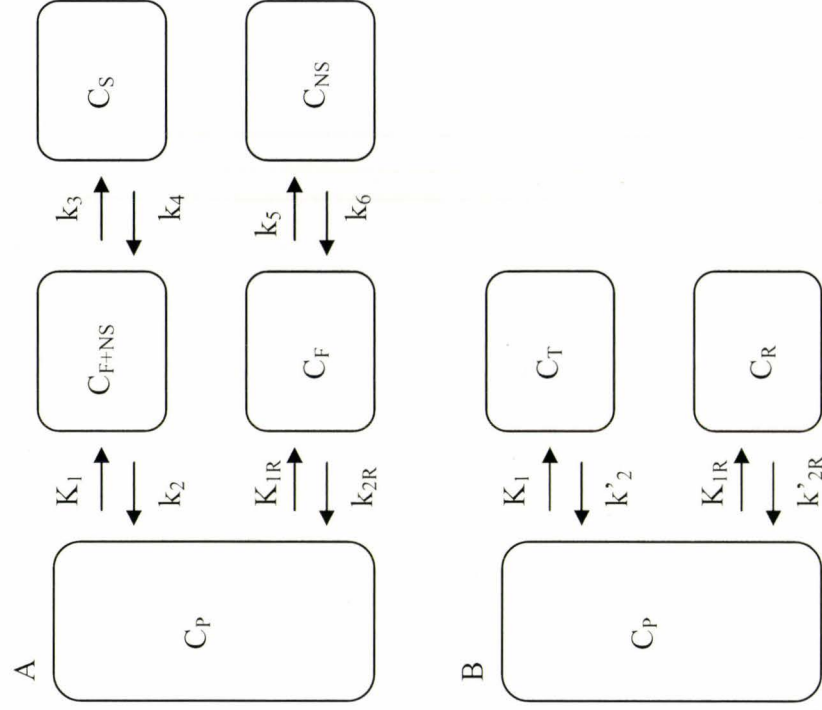 A
C_P
K_1
k_2
C_F+NS
k_3
k_4
C_S
K_1R
k_2R
C_F
k_5
k_6
C_NS
B
C_P
K_1
k'_2
C_T
K_1R
k'_2R
C_R